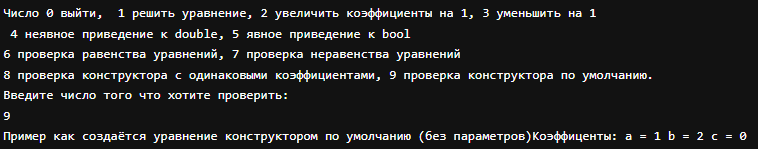 Число 0 выйти,  1 решить уравнение, 2 увеличить коэффициенты на 1, 3 уменьшить на 1
 4 неявное приведение к double, 5 явное приведение к bool
6 проверка равенства уравнений, 7 проверка неравенства уравнений
8 проверка конструктора с одинаковыми коэффициентами, 9 проверка конструктора по умолчанию.
Введите число того что хотите проверить:
9
Пример как создаётся уравнение конструктором по умолчанию (без параметров)Коэффиценты: a = 1 b = 2 c = 0